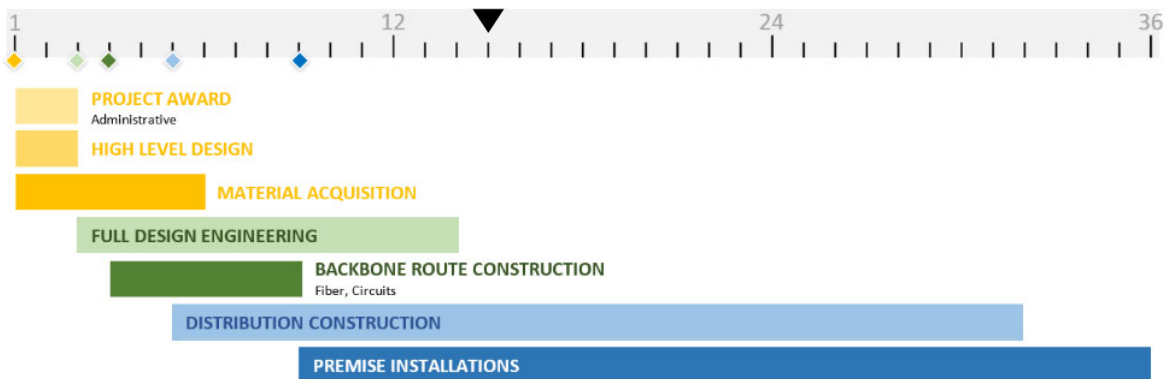 1 12 24 36
PROJECT AWARD
Administrative
HIGH LEVEL DESIGN
MATERIAL ACQUISITION
FULL DESIGN ENGINEERING
BACKBONE ROUTE CONSTRUCTION
Fiber, Circuits
DISTRIBUTION CONSTRUCTION
PREMISE INSTALLATIONS